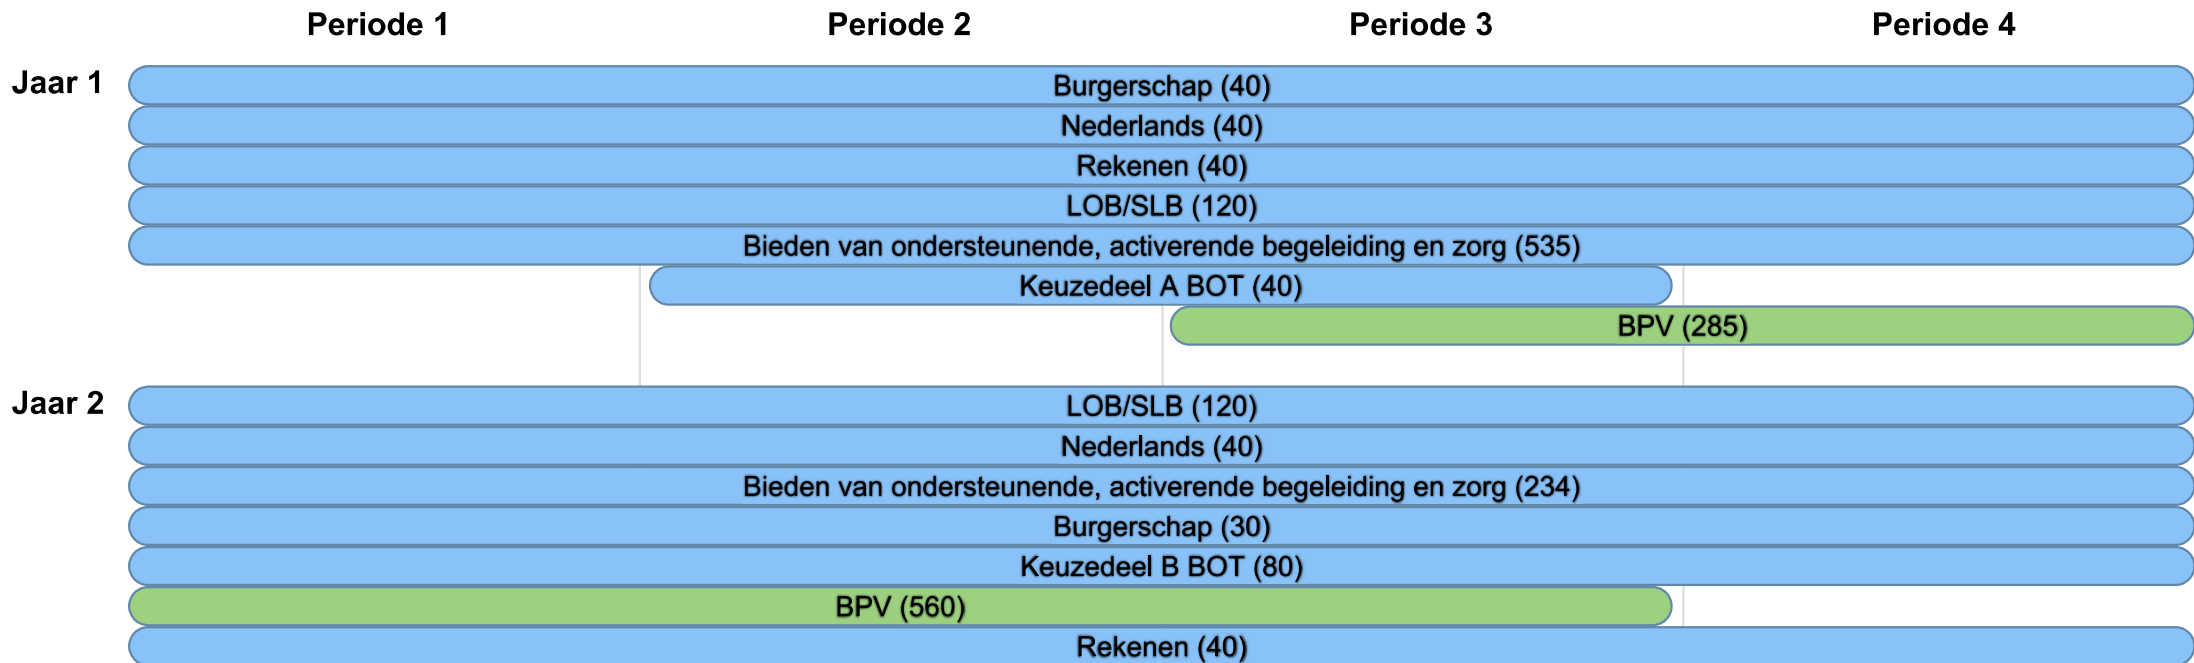 Periode 1 Periode 2 Periode 3 Periode 4
Jaar 1
Burgerschap (40)
Nederlands (40)
Rekenen (40)
LOB/SLB (120)
Bieden van ondersteunende, activerende begeleiding en zorg (535)
Keuzedeel A BOT (40)
BPV (285)
Jaar 2
LOB/SLB (120)
Nederlands (40)
Bieden van ondersteunende, activerende begeleiding en zorg (234)
Burgerschap (30)
Keuzedeel B BOT (80)
BPV (560)
Rekenen (40)